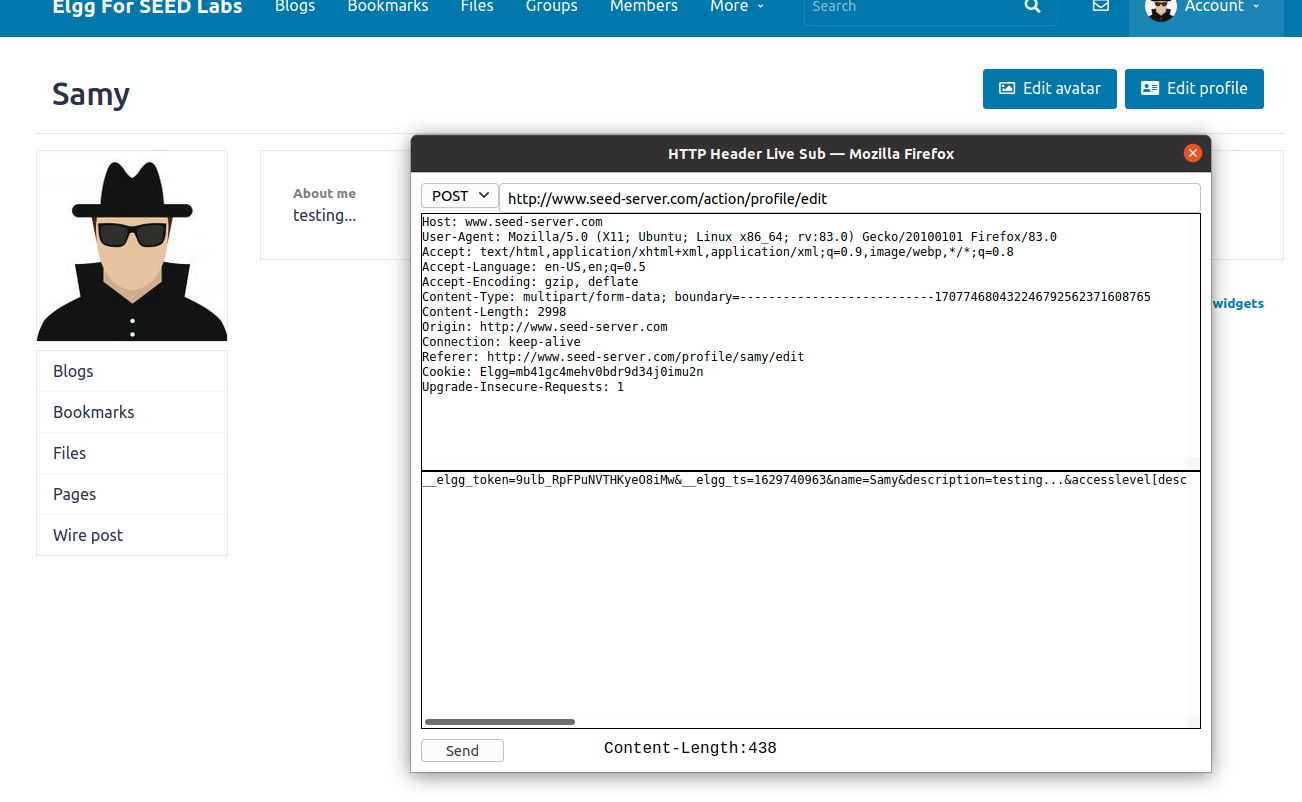 Elgg For SEED Labs Blogs Bookmarks Files Groups Members More Search Account
Samy
Edit avatar Edit profile
HTTP Header Live Sub — Mozilla Firefox
POST http://www.seed-server.com/action/profile/edit
About me
testing...
Host: www.seed-server.com
User-Agent: Mozilla/5.0 (X11; Ubuntu; Linux x86_64; rv:83.0) Gecko/20100101 Firefox/83.0
Accept: text/html,application/xhtml+xml,application/xml;q=0.9,image/webp,*/*;q=0.8
Accept-Language: en-US,en;q=0.5
Accept-Encoding: gzip, deflate
Content-Type: multipart/form-data; boundary=---------------------------170774680432246792562371608765
Content-Length: 2998
Origin: http://www.seed-server.com
Connection: keep-alive
Referer: http://www.seed-server.com/profile/samy/edit
Cookie: Elgg=mb41gc4mehv0bdr9d34j0imu2n
Upgrade-Insecure-Requests: 1
widgets
Blogs
Bookmarks
Files
Pages
Wire post
__elgg_token=9ulb_RpFPuNVTHKyeO8iMw&__elgg_ts=1629740963&name=Samy&description=testing...&accesslevel[desc
Send Content-Length:438